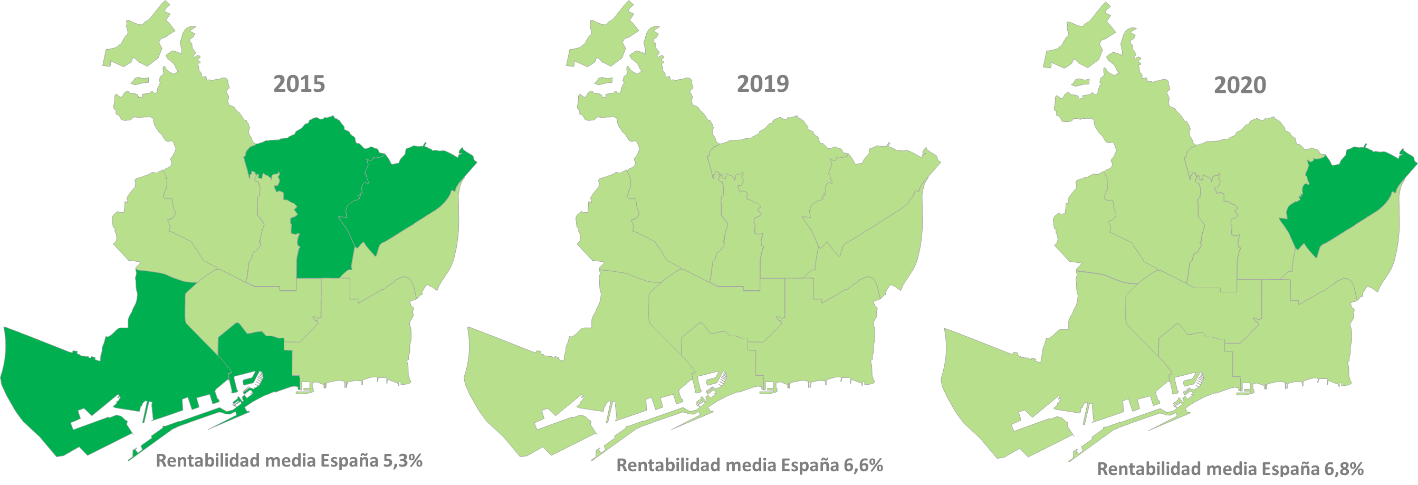 2015
2019
2020
Rentabilidad media España 5,3%
Rentabilidad media España 6,6%
Rentabilidad media España 6,8%